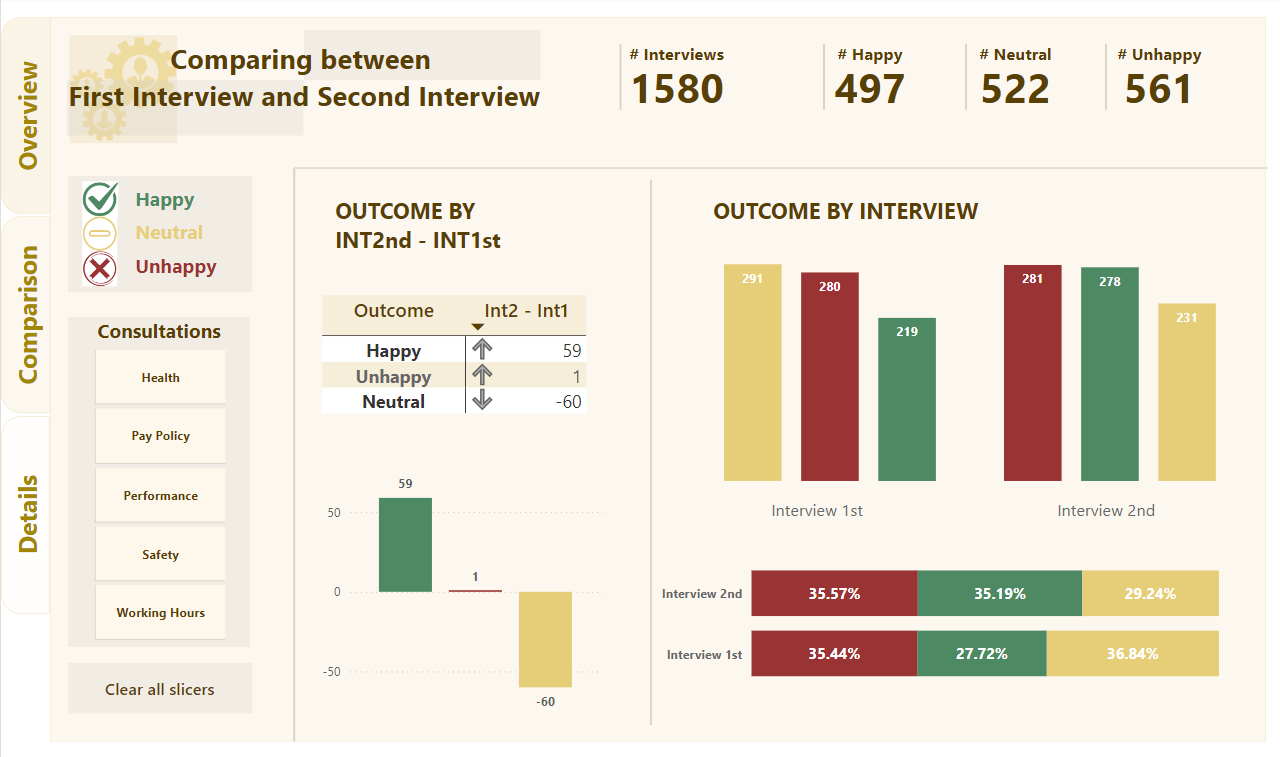 Overview
Comparison
Details
Comparing between
First Interview and Second Interview
# Interviews
1580
# Happy
497
# Neutral
522
# Unhappy
561
Happy
Neutral
Unhappy
Consultations
Health
Pay Policy
Performance
Safety
Working Hours
Clear all slicers
OUTCOME BY
INT2nd - INT1st
Outcome Int2 - Int1
Happy 59
Unhappy 1
Neutral -60
59
50
1
0
-50
-60
OUTCOME BY INTERVIEW
291 280 219 281 278 231
Interview 1st Interview 2nd
Interview 2nd 35.57% 35.19% 29.24%
Interview 1st 35.44% 27.72% 36.84%